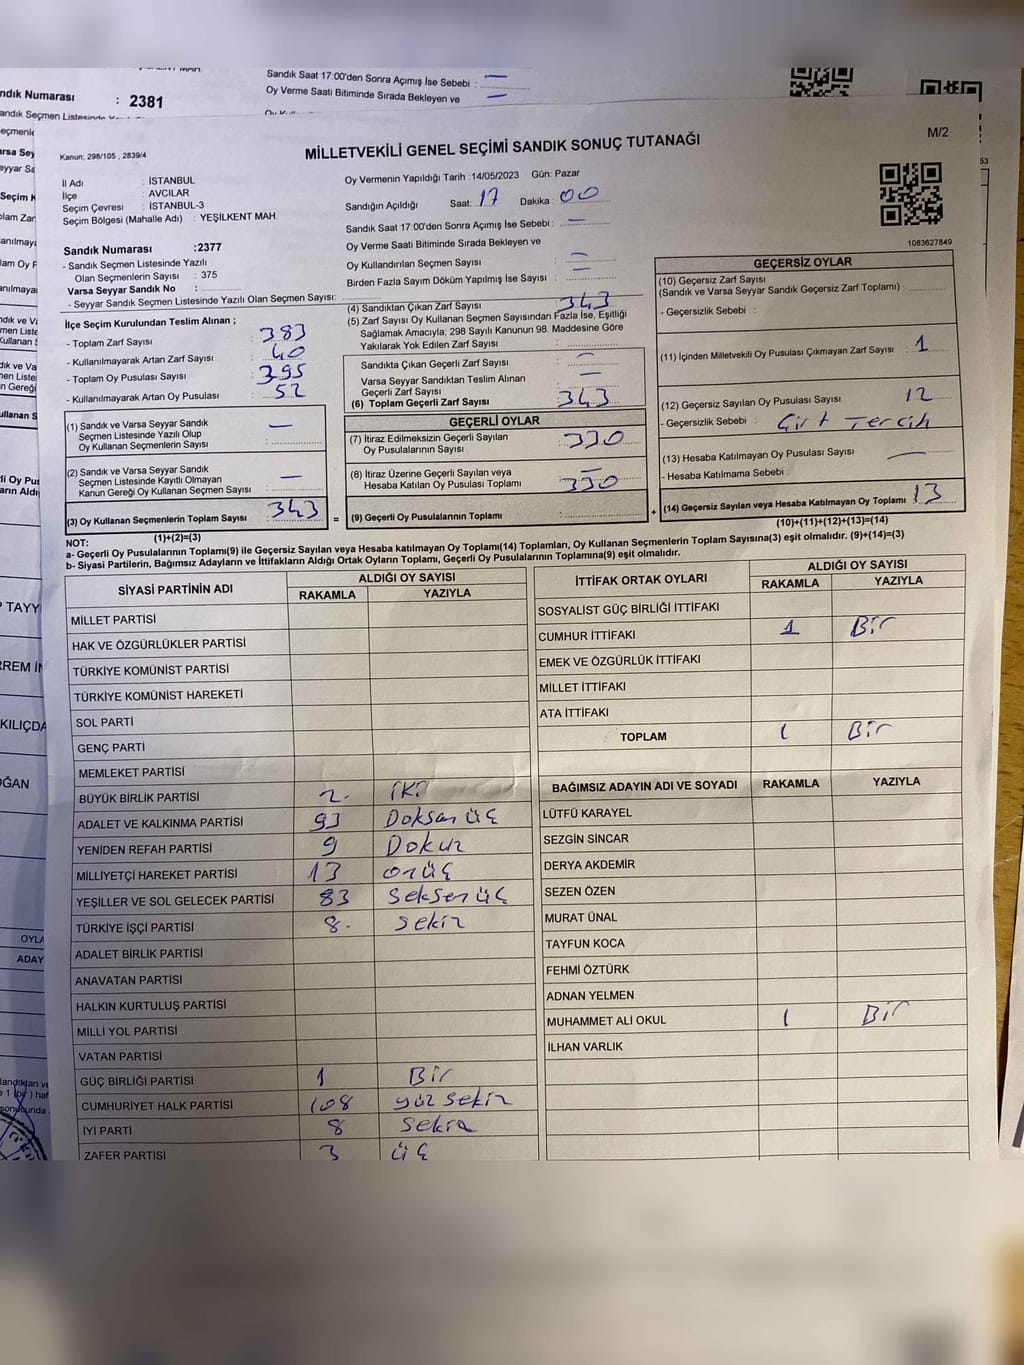 Sandık Saat 17:00'den Sonra Açımış İse Sebebi : —
Oy Verme Saati Bitiminde Sırada Bekleyen ve —
ndık Numarası : 2381
M/2
Kanun: 298/105 , 2839/4
MİLLETVEKİLİ GENEL SEÇİMİ SANDIK SONUÇ TUTANAĞI
İl Adı : İSTANBUL
İlçe : AVCILAR
Seçim Çevresi : İSTANBUL-3
Seçim Bölgesi (Mahalle Adı) : YEŞİLKENT MAH.
Oy Vermenin Yapıldığı Tarih :14/05/2023 Gün: Pazar
Sandığın Açıldığı Saat: 17 Dakika : 00
Sandık Saat 17:00'den Sonra Açımış İse Sebebi : —
Oy Verme Saati Bitiminde Sırada Bekleyen ve
Oy Kullandırılan Seçmen Sayısı : —
Birden Fazla Sayım Döküm Yapılmış İse Sayısı : —
1083627849
Sandık Numarası :2377
- Sandık Seçmen Listesinde Yazılı
Olan Seçmenlerin Sayısı : 375
Varsa Seyyar Sandık No :
- Seyyar Sandık Seçmen Listesinde Yazılı Olan Seçmen Sayısı:
İlçe Seçim Kurulundan Teslim Alınan ;
- Toplam Zarf Sayısı 383
- Kullanılmayarak Artan Zarf Sayısı 40
- Toplam Oy Pusulası Sayısı 395
- Kullanılmayarak Artan Oy Pusulası 52
(4) Sandıktan Çıkan Zarf Sayısı 343
(5) Zarf Sayısı Oy Kullanan Seçmen Sayısından Fazla İse, Eşitliği
Sağlamak Amacıyla; 298 Sayılı Kanunun 98. Maddesine Göre
Yakılarak Yok Edilen Zarf Sayısı :
Sandıkta Çıkan Geçerli Zarf Sayısı : —
Varsa Seyyar Sandıktan Teslim Alınan
Geçerli Zarf Sayısı : —
(6) Toplam Geçerli Zarf Sayısı : 343
GEÇERSİZ OYLAR
(10) Geçersiz Zarf Sayısı
(Sandık ve Varsa Seyyar Sandık Geçersiz Zarf Toplamı) :
- Geçersizlik Sebebi :
(11) İçinden Milletvekili Oy Pusulası Çıkmayan Zarf Sayısı : 1
(12) Geçersiz Sayılan Oy Pusulası Sayısı : 12
- Geçersizlik Sebebi : Çift Tercih
(13) Hesaba Katılmayan Oy Pusulası Sayısı : —
- Hesaba Katılmama Sebebi :
(14) Geçersiz Sayılan veya Hesaba Katılmayan Oy Toplamı : 13
(10)+(11)+(12)+(13)=(14)
(1) Sandık ve Varsa Seyyar Sandık
Seçmen Listesinde Yazılı Olup
Oy Kullanan Seçmenlerin Sayısı : —
(2) Sandık ve Varsa Seyyar Sandık
Seçmen Listesinde Kayıtlı Olmayan
Kanun Gereği Oy Kullanan Seçmen Sayısı : —
(3) Oy Kullanan Seçmenlerin Toplam Sayısı : 343 =
(1)+(2)=(3)
GEÇERLİ OYLAR
(7) İtiraz Edilmeksizin Geçerli Sayılan
Oy Pusulalarının Sayısı : 330
(8) İtiraz Üzerine Geçerli Sayılan veya
Hesaba Katılan Oy Pusulası Toplamı : —
330
(9) Geçerli Oy Pusulalarının Toplamı : +
NOT:
a- Geçerli Oy Pusulalarının Toplamı(9) ile Geçersiz Sayılan veya Hesaba katılmayan Oy Toplamı(14) Toplamları, Oy Kullanan Seçmenlerin Toplam Sayısına(3) eşit olmalıdır. (9)+(14)=(3)
b- Siyasi Partilerin, Bağımsız Adayların ve İttifakların Aldığı Ortak Oyların Toplamı, Geçerli Oy Pusulalarının Toplamına(9) eşit olmalıdır.
SİYASİ PARTİNİN ADI ALDIĞI OY SAYISI
RAKAMLA YAZIYLA
MİLLET PARTİSİ
HAK VE ÖZGÜRLÜKLER PARTİSİ
TÜRKİYE KOMÜNİST PARTİSİ
TÜRKİYE KOMÜNİST HAREKETİ
SOL PARTİ
GENÇ PARTİ
MEMLEKET PARTİSİ
BÜYÜK BİRLİK PARTİSİ 2. İKİ
ADALET VE KALKINMA PARTİSİ 93 Doksan üç
YENİDEN REFAH PARTİSİ 9 Dokuz
MİLLİYETÇİ HAREKET PARTİSİ 13 onüç
YEŞİLLER VE SOL GELECEK PARTİSİ 83 Seksen üç
TÜRKİYE İŞÇİ PARTİSİ 8. Sekiz
ADALET BİRLİK PARTİSİ
ANAVATAN PARTİSİ
HALKIN KURTULUŞ PARTİSİ
MİLLİ YOL PARTİSİ
VATAN PARTİSİ
GÜÇ BİRLİĞİ PARTİSİ 1 Bir
CUMHURİYET HALK PARTİSİ 108 yüz sekiz
İYİ PARTİ 8 Sekiz
ZAFER PARTİSİ 3 üç
İTTİFAK ORTAK OYLARI ALDIĞI OY SAYISI
RAKAMLA YAZIYLA
SOSYALİST GÜÇ BİRLİĞİ İTTİFAKI
CUMHUR İTTİFAKI 1 Bir
EMEK VE ÖZGÜRLÜK İTTİFAKI
MİLLET İTTİFAKI
ATA İTTİFAKI
TOPLAM 1 Bir
BAĞIMSIZ ADAYIN ADI VE SOYADI RAKAMLA YAZIYLA
LÜTFÜ KARAYEL
SEZGİN SİNCAR
DERYA AKDEMİR
SEZEN ÖZEN
MURAT ÜNAL
TAYFUN KOCA
FEHMİ ÖZTÜRK
ADNAN YELMEN
MUHAMMET ALİ OKUL 1 Bir
İLHAN VARLIK